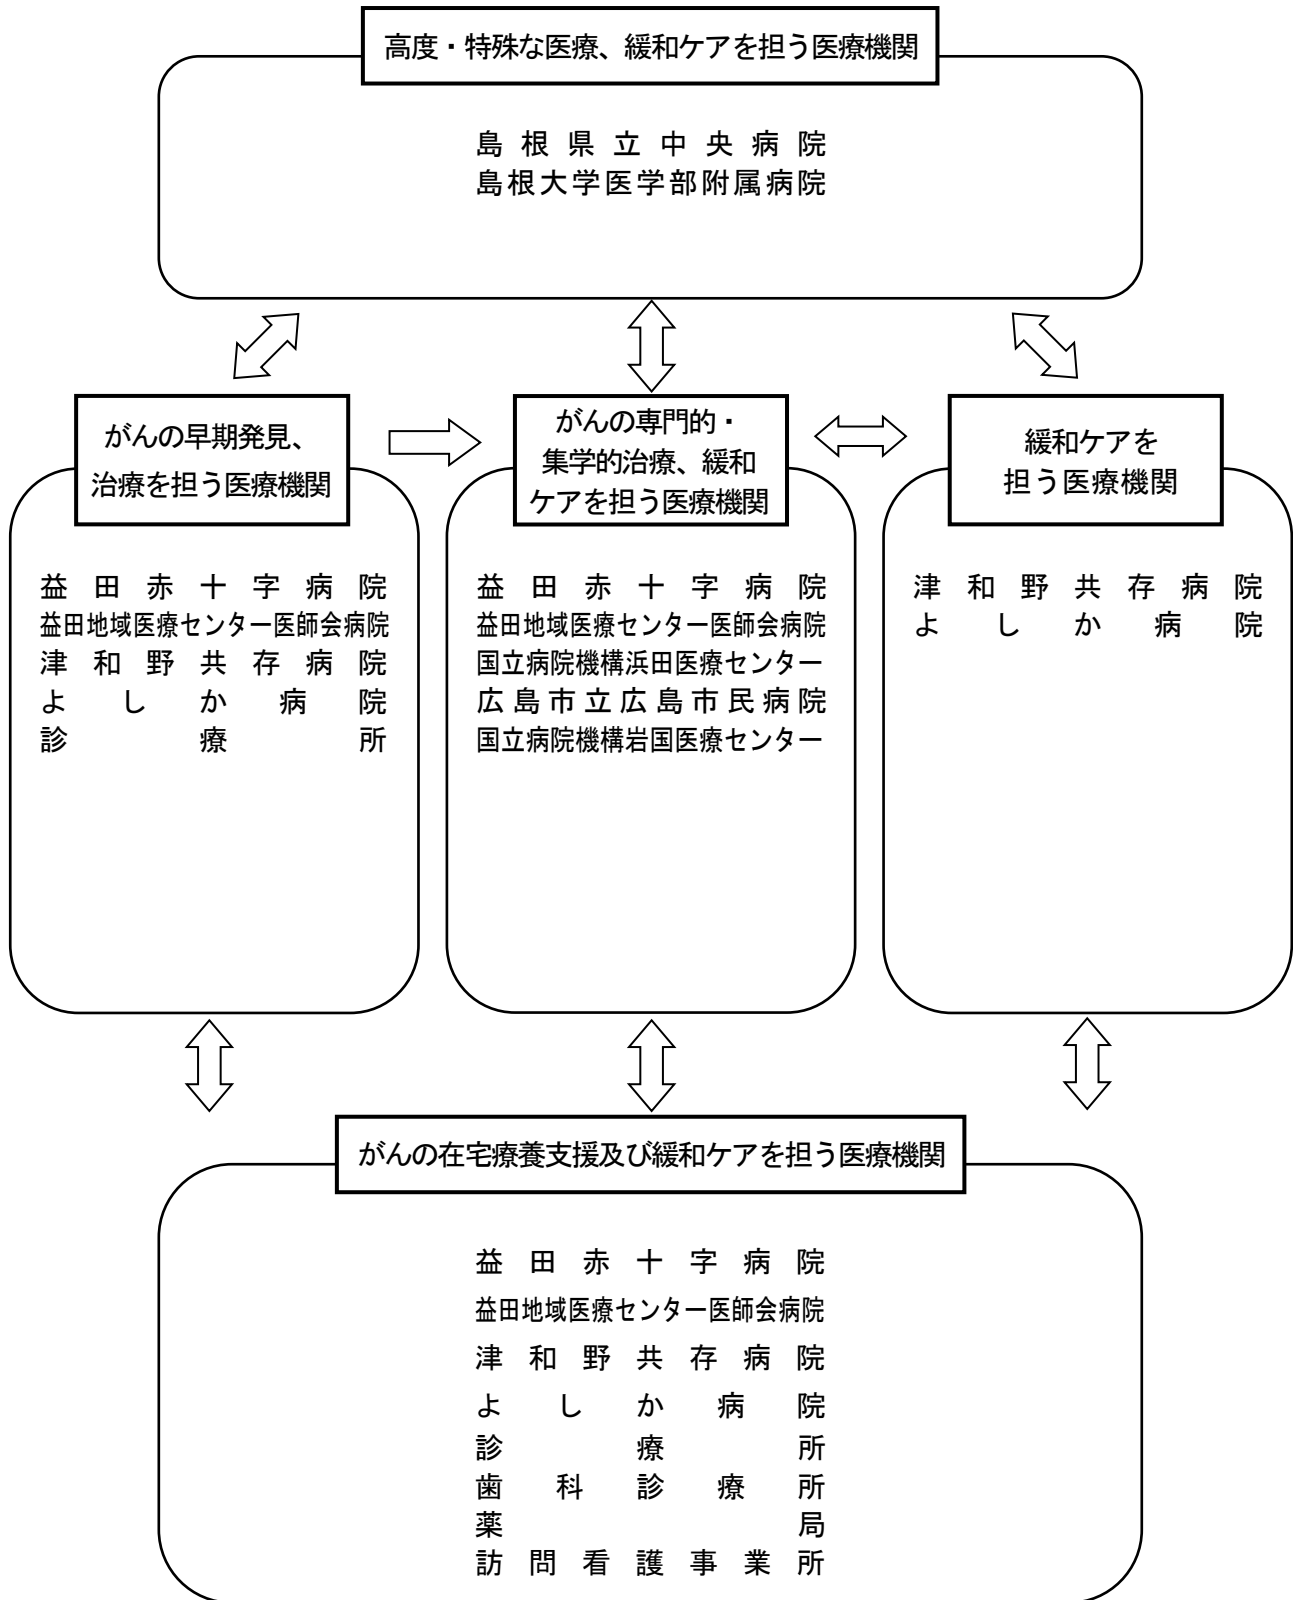 高度・特殊な医療、緩和ケアを担う医療機関
島根県立中央病院
島根大学医学部附属病院
がんの早期発見、
治療を担う医療機関
益田赤十字病院
益田地域医療センター医師会病院
津和野共存病院
よしか病院
診療所
がんの専門的・
集学的治療、緩和
ケアを担う医療機関
益田赤十字病院
益田地域医療センター医師会病院
国立病院機構浜田医療センター
広島市立広島市民病院
国立病院機構岩国医療センター
緩和ケアを
担う医療機関
津和野共存病院
よしか病院
がんの在宅療養支援及び緩和ケアを担う医療機関
益田赤十字病院
益田地域医療センター医師会病院
津和野共存病院
よしか病院
診療所
歯科診療所
薬局
訪問看護事業所